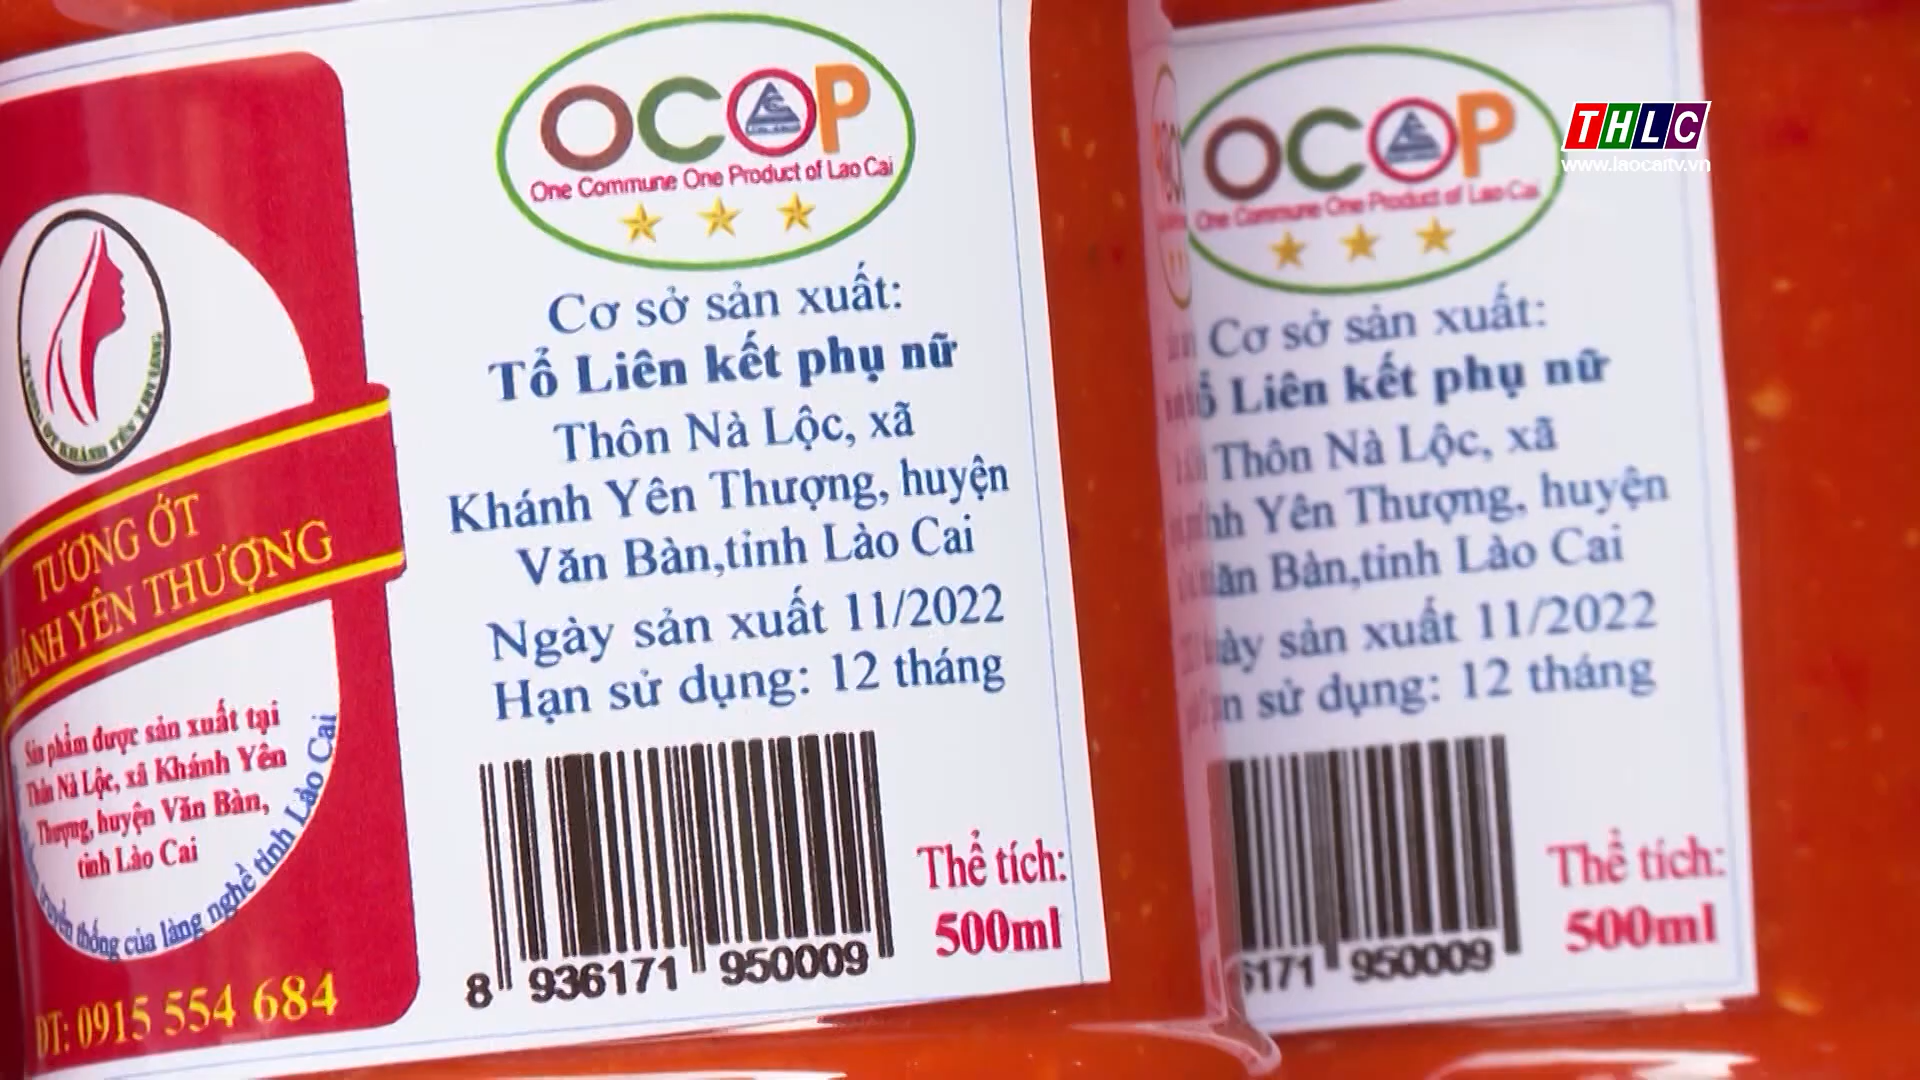 OCOP
One Commune One Product of Lao Cai
Cơ sở sản xuất:
Tổ Liên kết phụ nữ
Thôn Nà Lộc, xã
Khánh Yên Thượng, huyện
Văn Bàn,tỉnh Lào Cai
Ngày sản xuất 11/2022
Hạn sử dụng: 12 tháng
8 936171 950009
Thể tích:
500ml
TƯƠNG ỚT KHÁNH YÊN THƯỢNG
TƯƠNG ỚT
KHÁNH YÊN THƯỢNG
Sản phẩm được sản xuất tại
Thôn Nà Lộc, xã Khánh Yên
Thượng, huyện Văn Bàn,
tỉnh Lào Cai
truyền thống của làng nghề tỉnh Lào Cai
ĐT: 0915 554 684
OCOP
One Commune One Product of Lao Cai
Cơ sở sản xuất:
Liên kết phụ nữ
Thôn Nà Lộc, xã
Yên Thượng, huyện
Bàn,tỉnh Lào Cai
sản xuất 11/2022
sử dụng: 12 tháng
6171 950009
Thể tích:
500ml
THLC
www.laocaitv.vn